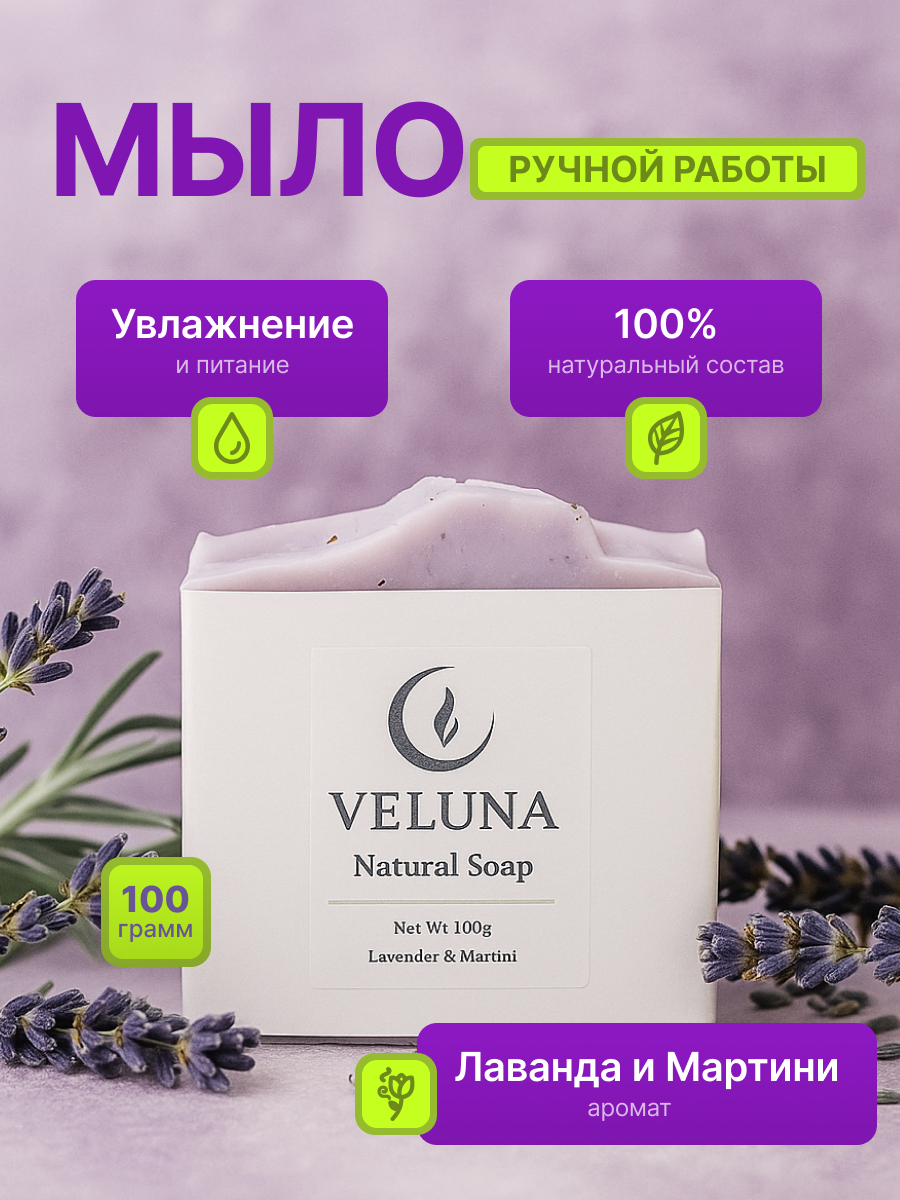 МЫЛО
РУЧНОЙ РАБОТЫ
Увлажнение
и питание
100%
натуральный состав
VELUNA
Natural Soap
Net Wt 100g
Lavender & Martini
100
грамм
Лаванда и Мартини
аромат